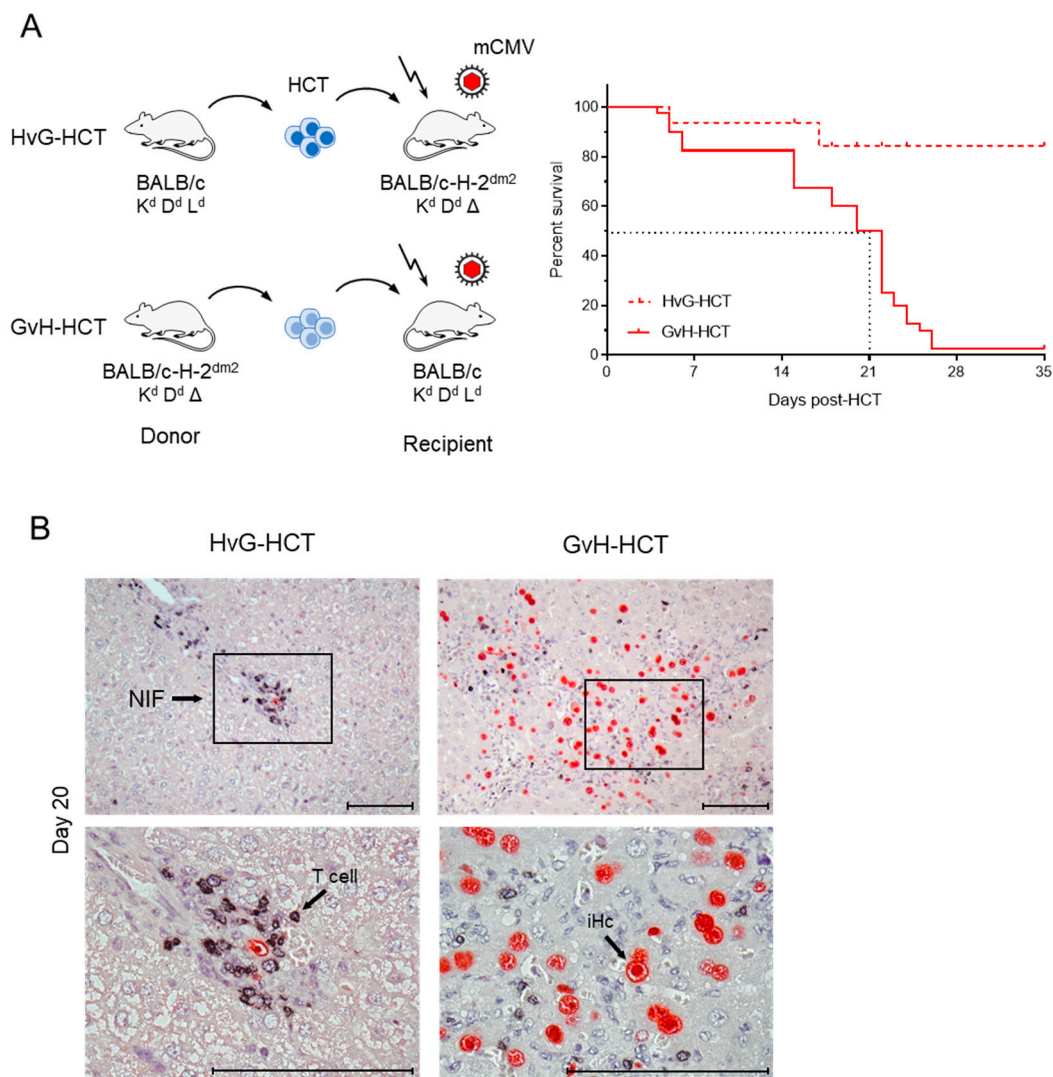 A
mCMV
HCT
HvG-HCT
BALB/c
K^d D^d L^d
BALB/c-H-2^dm2
K^d D^d Δ
GvH-HCT
BALB/c-H-2^dm2
K^d D^d Δ
BALB/c
K^d D^d L^d
Donor
Recipient
Percent survival
100
80
60
40
20
0
0 7 14 21 28 35
Days post-HCT
HvG-HCT
GvH-HCT
B
HvG-HCT
GvH-HCT
Day 20
NIF
T cell
iHc